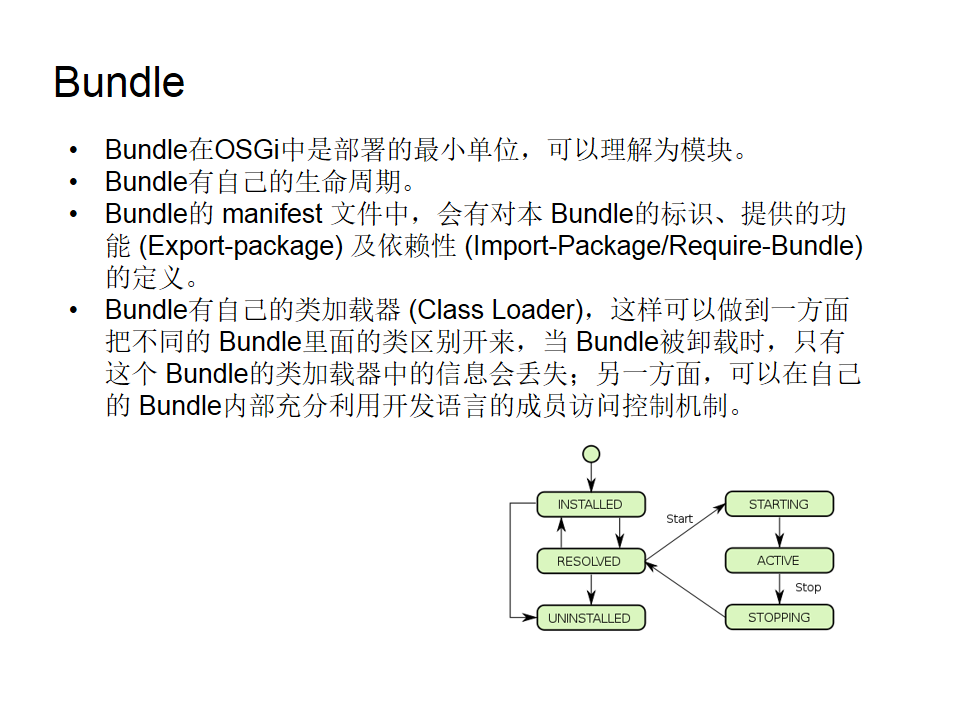 Bundle
• Bundle在OSGi中是部署的最小单位，可以理解为模块。
• Bundle有自己的生命周期。
• Bundle的 manifest 文件中，会有对本 Bundle的标识、提供的功
能 (Export-package) 及依赖性 (Import-Package/Require-Bundle)
的定义。
• Bundle有自己的类加载器 (Class Loader)，这样可以做到一方面
把不同的 Bundle里面的类区别开来，当 Bundle被卸载时，只有
这个 Bundle的类加载器中的信息会丢失；另一方面，可以在自己
的 Bundle内部充分利用开发语言的成员访问控制机制。
INSTALLED
STARTING
Start
RESOLVED
ACTIVE
Stop
UNINSTALLED
STOPPING